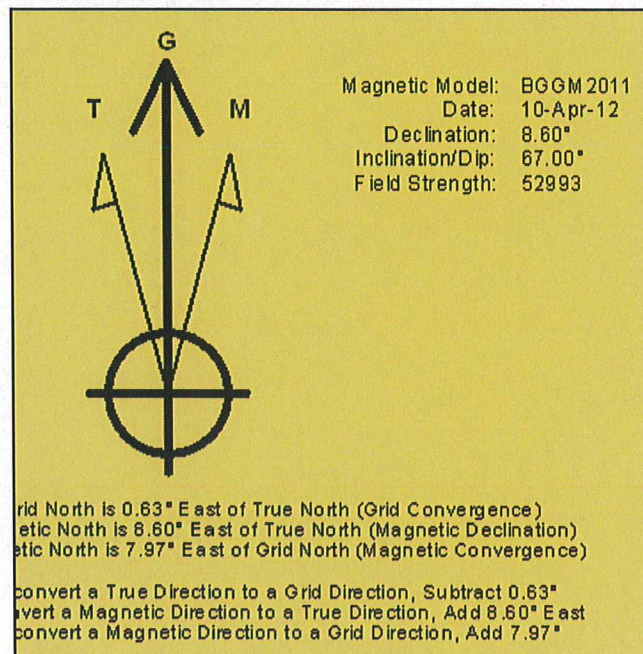 G
T M
Magnetic Model: BGGM2011
Date: 10-Apr-12
Declination: 8.60°
Inclination/Dip: 67.00°
Field Strength: 52993
rid North is 0.63° East of True North (Grid Convergence)
etic North is 8.60° East of True North (Magnetic Declination)
etic North is 7.97° East of Grid North (Magnetic Convergence)
convert a True Direction to a Grid Direction, Subtract 0.63°
vert a Magnetic Direction to a True Direction, Add 8.60° East
convert a Magnetic Direction to a Grid Direction, Add 7.97°